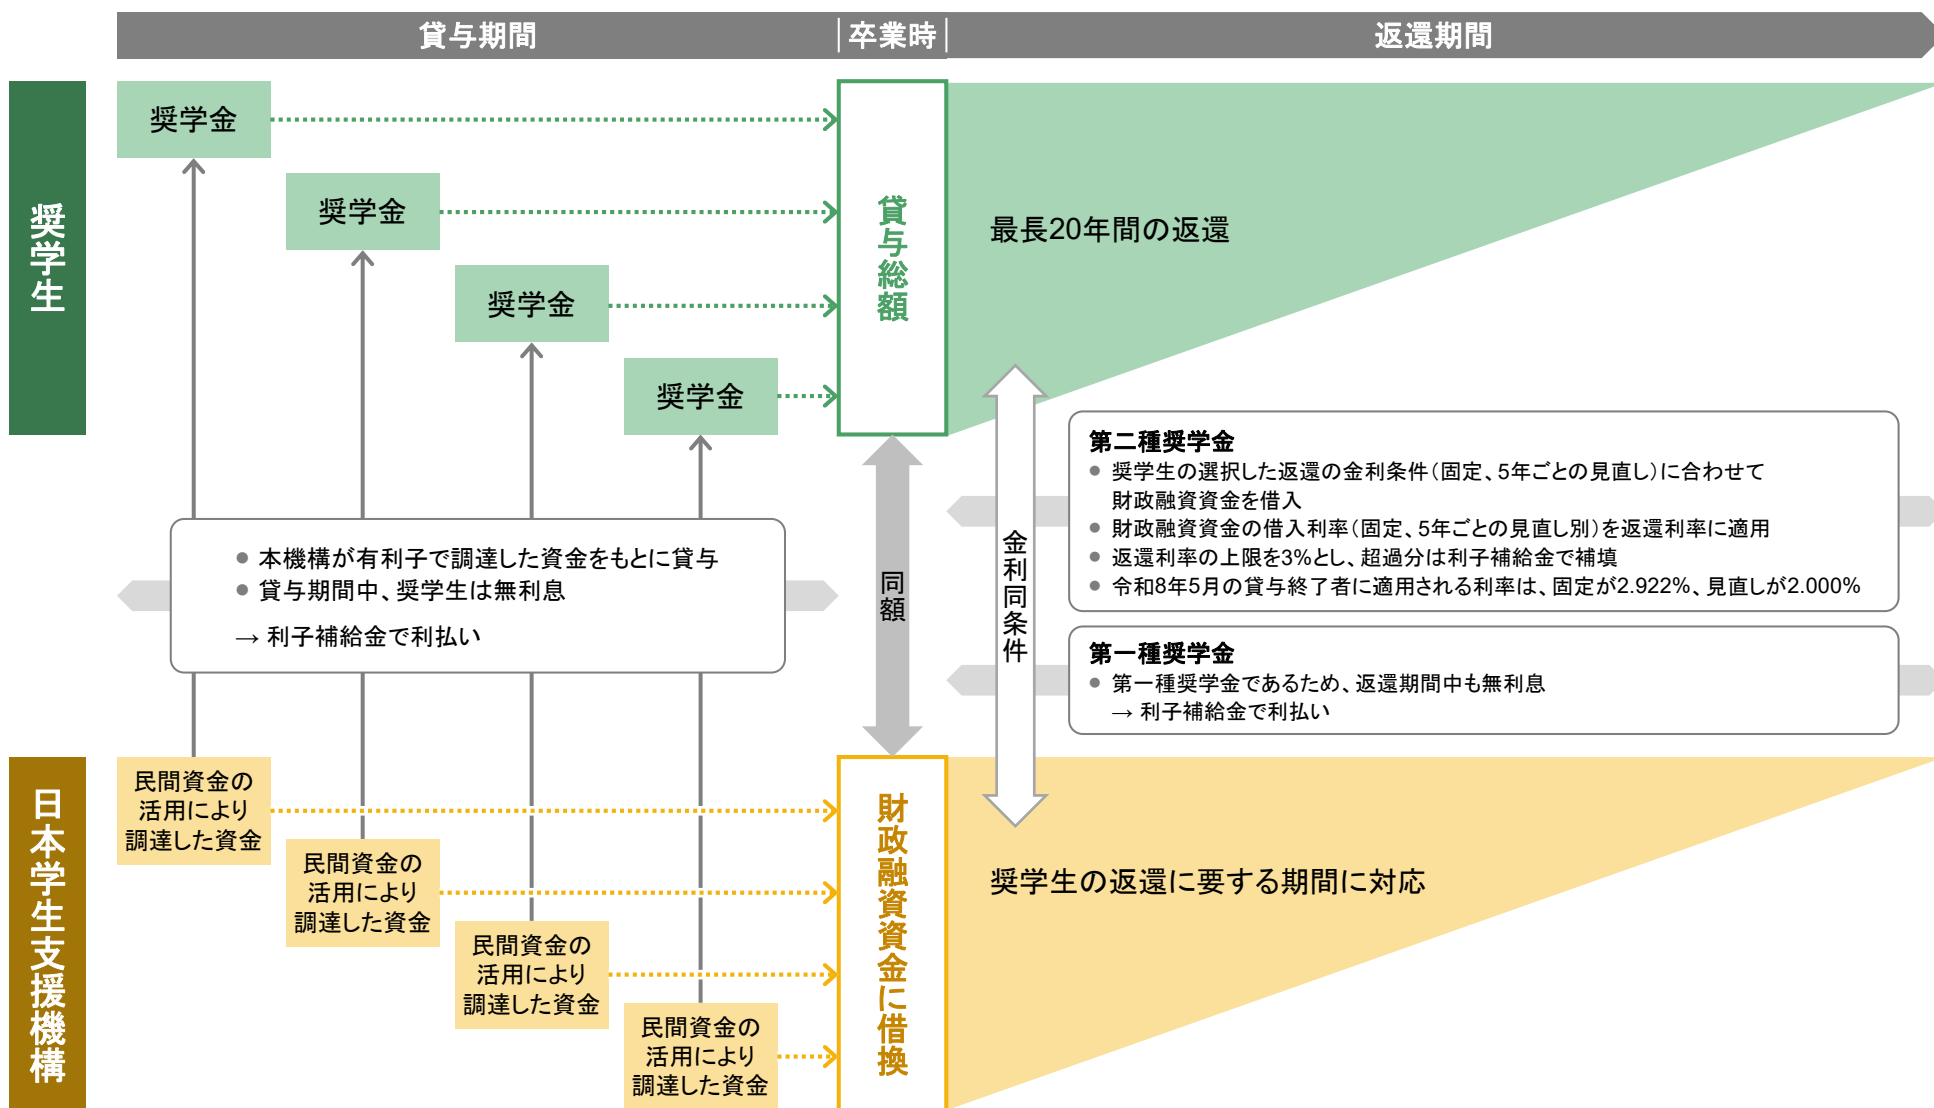 貸与期間
卒業時
返還期間
奨学生
奨学金
奨学金
奨学金
奨学金
貸与総額
最長20年間の返還
● 本機構が有利子で調達した資金をもとに貸与
● 貸与期間中、奨学生は無利息
→ 利子補給金で利払い
同額
金利同条件
第二種奨学金
● 奨学生の選択した返還の金利条件(固定、5年ごとの見直し)に合わせて
財政融資資金を借入
● 財政融資資金の借入利率(固定、5年ごとの見直し別)を返還利率に適用
● 返還利率の上限を3%とし、超過分は利子補給金で補填
● 令和8年5月の貸与終了者に適用される利率は、固定が2.922%、見直しが2.000%
第一種奨学金
● 第一種奨学金であるため、返還期間中も無利息
→ 利子補給金で利払い
日本学生支援機構
民間資金の
活用により
調達した資金
民間資金の
活用により
調達した資金
民間資金の
活用により
調達した資金
民間資金の
活用により
調達した資金
財政融資資金に借換
奨学生の返還に要する期間に対応